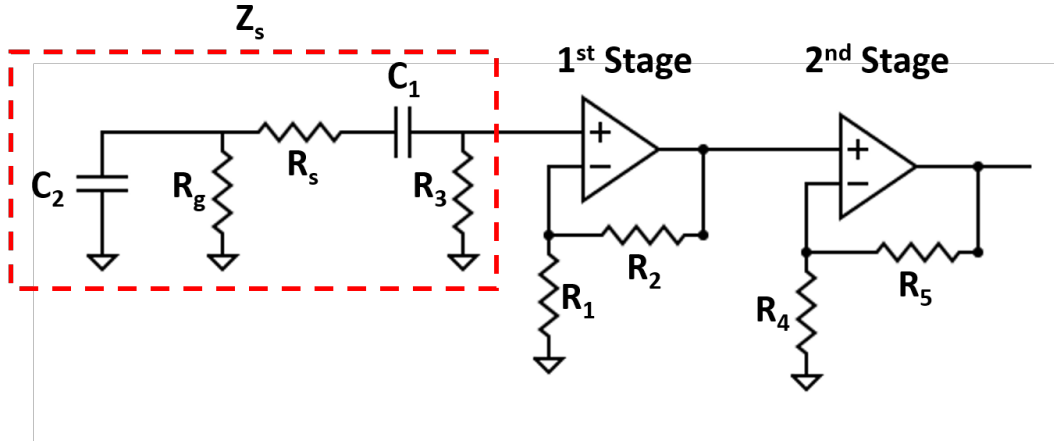 Zs
1st Stage
2nd Stage
C1
C2
Rg
Rs
R3
+
−
R2
R1
+
−
R5
R4